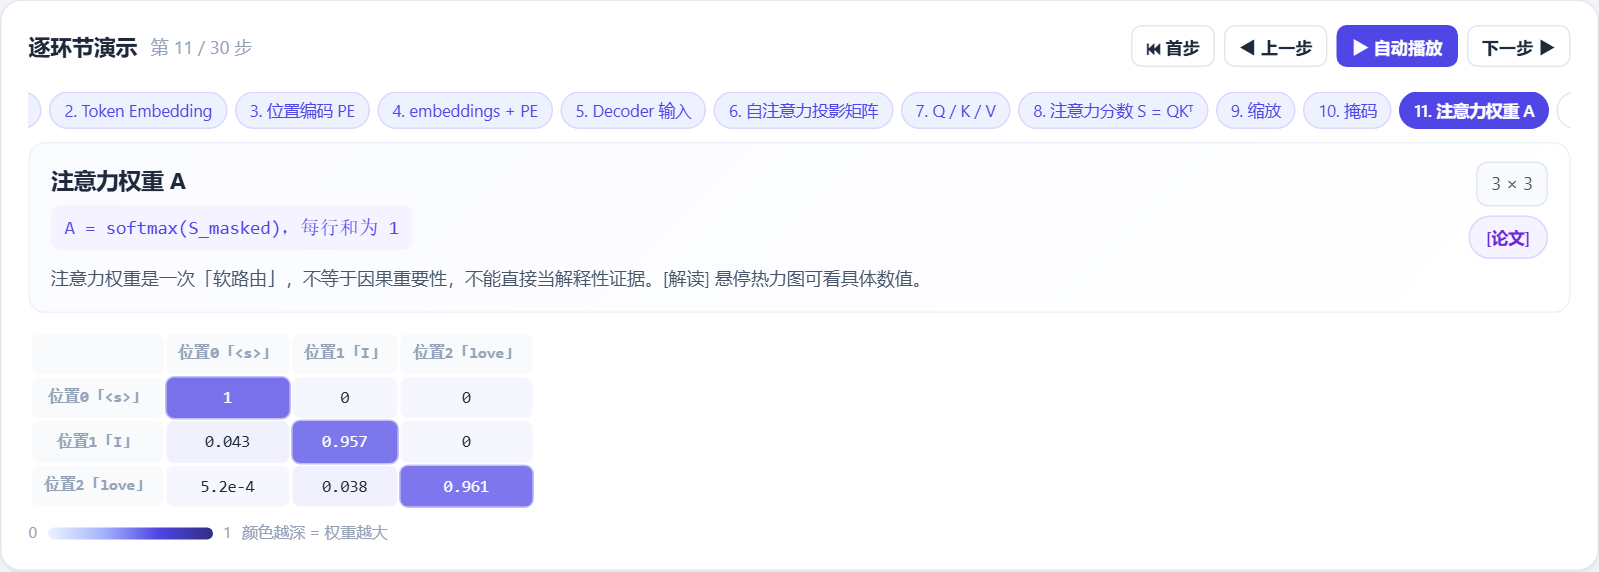 逐环节演示 第 11 / 30 步 ⏮ 首步 ◀ 上一步 ▶ 自动播放 下一步 ▶
2. Token Embedding 3. 位置编码 PE 4. embeddings + PE 5. Decoder 输入 6. 自注意力投影矩阵 7. Q / K / V 8. 注意力分数 S = QKᵀ 9. 缩放 10. 掩码 11. 注意力权重 A
注意力权重 A 3 × 3
A = softmax(S_masked)，每行和为 1 [论文]
注意力权重是一次「软路由」，不等于因果重要性，不能直接当解释性证据。[解读] 悬停热力图可看具体数值。
位置0「<s>」 位置1「I」 位置2「love」
位置0「<s>」 1 0 0
位置1「I」 0.043 0.957 0
位置2「love」 5.2e-4 0.038 0.961
0 1 颜色越深 = 权重越大